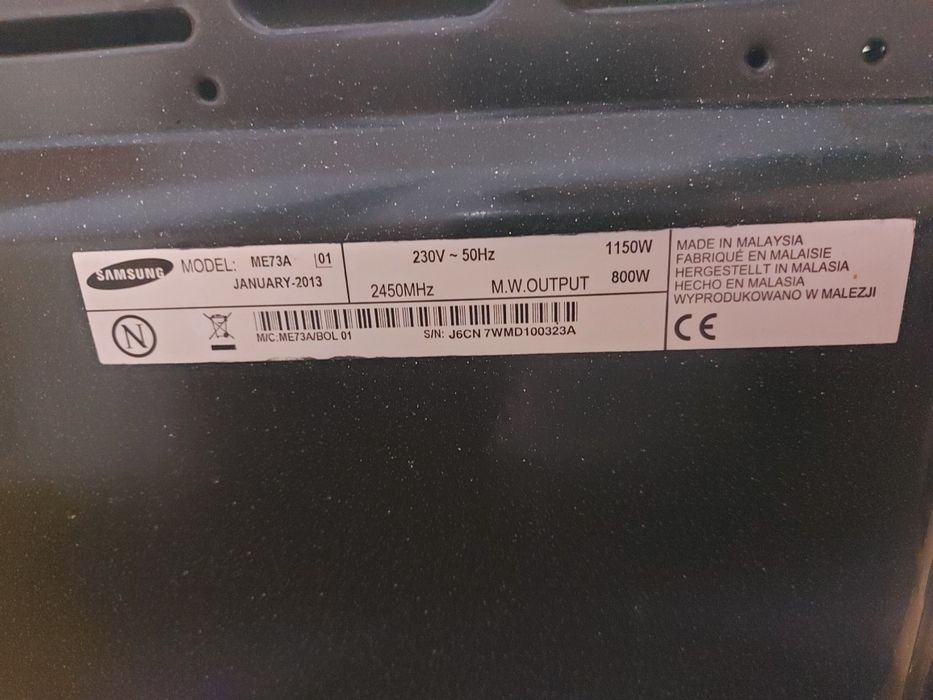 SAMSUNG
MODEL: ME73A 01
JANUARY-2013
230V ~ 50Hz 1150W
2450MHz M.W.OUTPUT 800W
N
M/C:ME73A/BOL 01
S/N: J6CN 7WMD100323A
MADE IN MALAYSIA
FABRIQUÉ EN MALAISIE
HERGESTELLT IN MALASIA
HECHO EN MALASIA
WYPRODUKOWANO W MALEZJI
CE